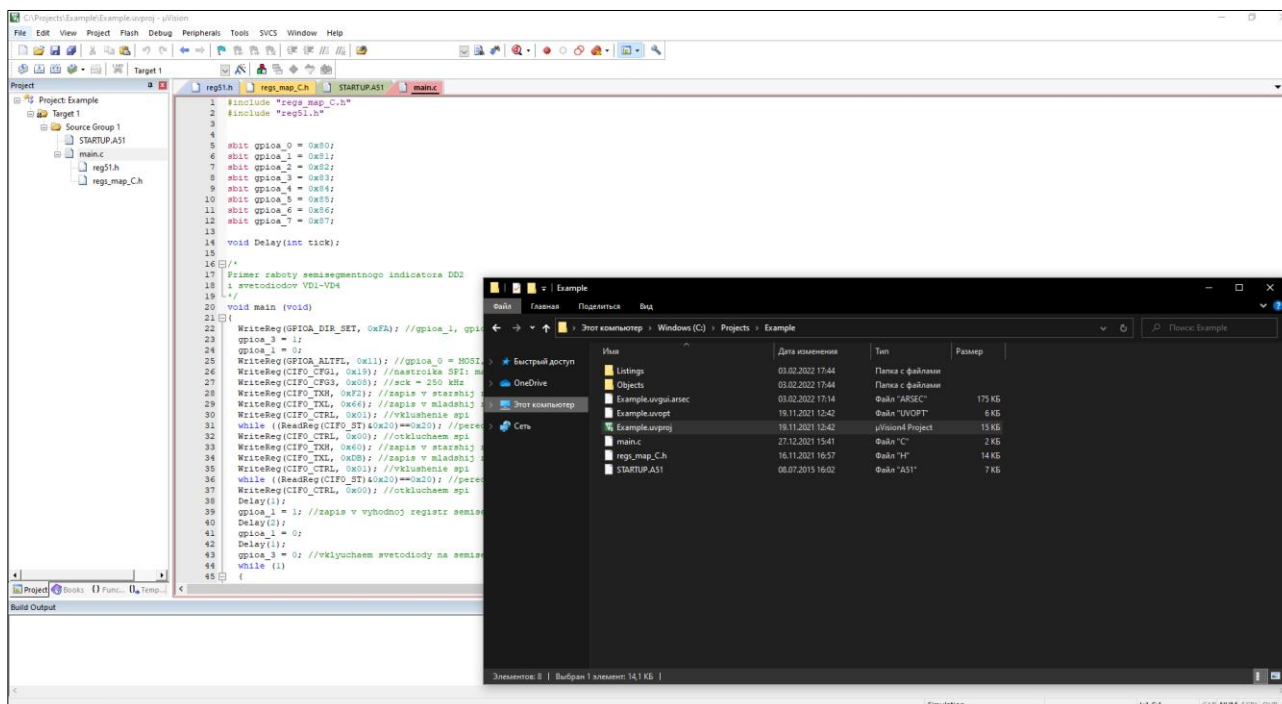 C:\Projects\Example\Example.uvproj - µVision
File Edit View Project Flash Debug Peripherals Tools SVCS Window Help
Target 1
Project
reg51.h regs_map_C.h STARTUP.A51 main.c
Project: Example
Target 1
Source Group 1
STARTUP.A51
main.c
reg51.h
regs_map_C.h
1 #include "regs_map_C.h"
2 #include "reg51.h"
3
4
5 sbit gpioa_0 = 0x80;
6 sbit gpioa_1 = 0x81;
7 sbit gpioa_2 = 0x82;
8 sbit gpioa_3 = 0x83;
9 sbit gpioa_4 = 0x84;
10 sbit gpioa_5 = 0x85;
11 sbit gpioa_6 = 0x86;
12 sbit gpioa_7 = 0x87;
13
14 void Delay(int tick);
15
16 /*
17 Primer raboty semisegmentnogo indicatora DD2
18 i svetodiodov VD1-VD4
19 */
20 void main (void)
21 {
22 WriteReg(GPIOA_DIR_SET, 0xFA); //gpioa_1, gpio
23 gpioa_3 = 1;
24 gpioa_1 = 0;
25 WriteReg(GPIOA_ALTFL, 0x11); //gpioa_0 = MOSI,
26 WriteReg(CIFO_CFG1, 0x19); //nastroika SPI: ma
27 WriteReg(CIFO_CFG3, 0x05); //sck = 250 kHz
28 WriteReg(CIFO_TXH, 0xF2); //zapis v starshij
29 WriteReg(CIFO_TXL, 0x66); //zapis v mladshij
30 WriteReg(CIFO_CTRL, 0x01); //vklushenie spi
31 while ((ReadReg(CIFO_ST)&0x20)==0x20); //pered
32 WriteReg(CIFO_CTRL, 0x00); //otkluchaem spi
33 WriteReg(CIFO_TXH, 0x60); //zapis v starshij
34 WriteReg(CIFO_TXL, 0xDB); //zapis v mladshij
35 WriteReg(CIFO_CTRL, 0x01); //vklushenie spi
36 while ((ReadReg(CIFO_ST)&0x20)==0x20); //pered
37 WriteReg(CIFO_CTRL, 0x00); //otkluchaem spi
38 Delay(1);
39 gpioa_1 = 1; //zapis v vyhodnoj registr semise
40 Delay(2);
41 gpioa_1 = 0;
42 Delay(1);
43 gpioa_3 = 0; //vklyuchaem svetodiody na semise
44 while (1)
45 {
Project Books Func... Temp...
Build Output
Example
Файл Главная Поделиться Вид
Этот компьютер Windows (C:) Projects Example
Поиск: Example
Быстрый доступ
OneDrive
Этот компьютер
Сеть
Имя Дата изменения Тип Размер
Listings 03.02.2022 17:44 Папка с файлами
Objects 03.02.2022 17:44 Папка с файлами
Example.uvgui.arsec 03.02.2022 17:14 Файл "ARSEC" 175 КБ
Example.uvopt 19.11.2021 12:42 Файл "UVOPT" 6 КБ
Example.uvproj 19.11.2021 12:42 µVision4 Project 15 КБ
main.c 27.12.2021 15:41 Файл "C" 2 КБ
regs_map_C.h 16.11.2021 16:57 Файл "H" 14 КБ
STARTUP.A51 08.07.2015 16:02 Файл "A51" 7 КБ
Элементов: 8 Выбран 1 элемент: 14,1 КБ